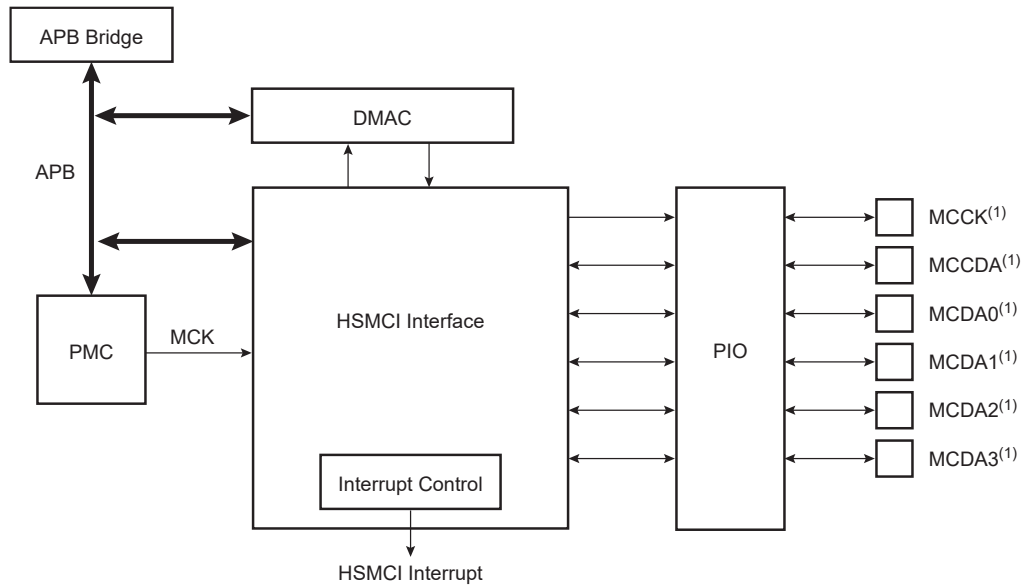 APB Bridge
DMAC
APB
MCCK(1)
MCCDA(1)
HSMCI Interface
MCDA0(1)
MCK
PMC
PIO
MCDA1(1)
MCDA2(1)
MCDA3(1)
Interrupt Control
HSMCI Interrupt